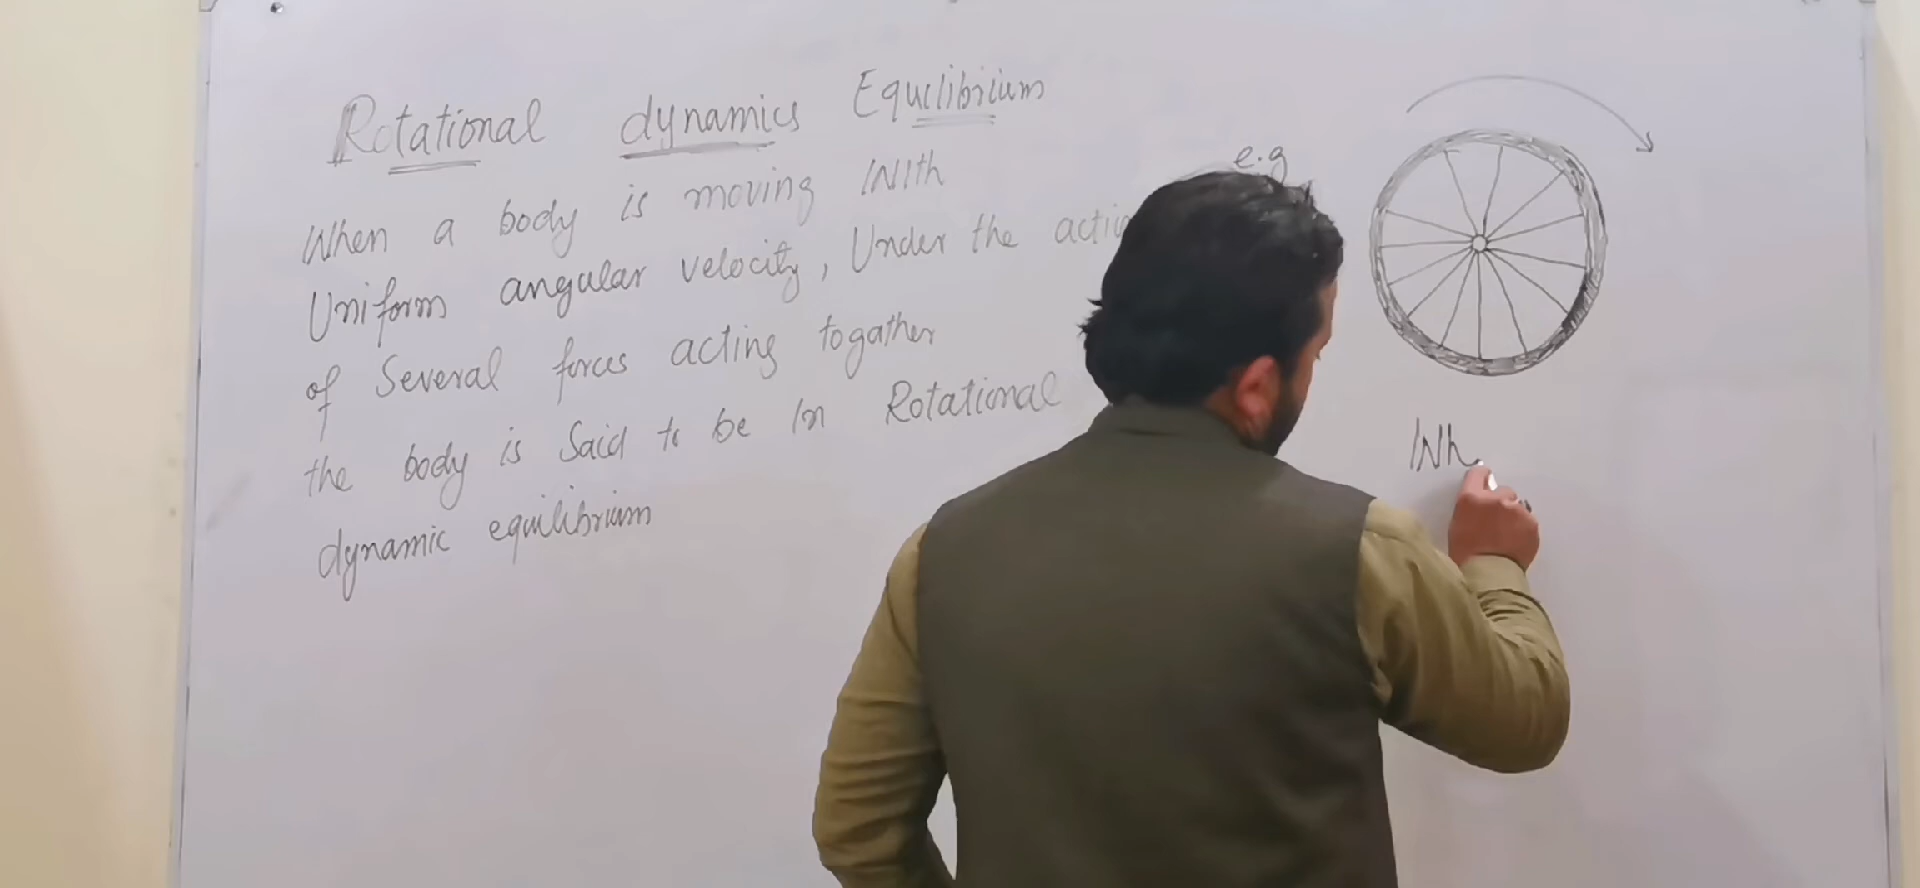 Rotational dynamics Equilibrium
When a body is moving With
Uniform angular velocity, Under the
of Several forces acting togather
the body is Said to be In Rotational
dynamic equilibrium
e.g
Wh